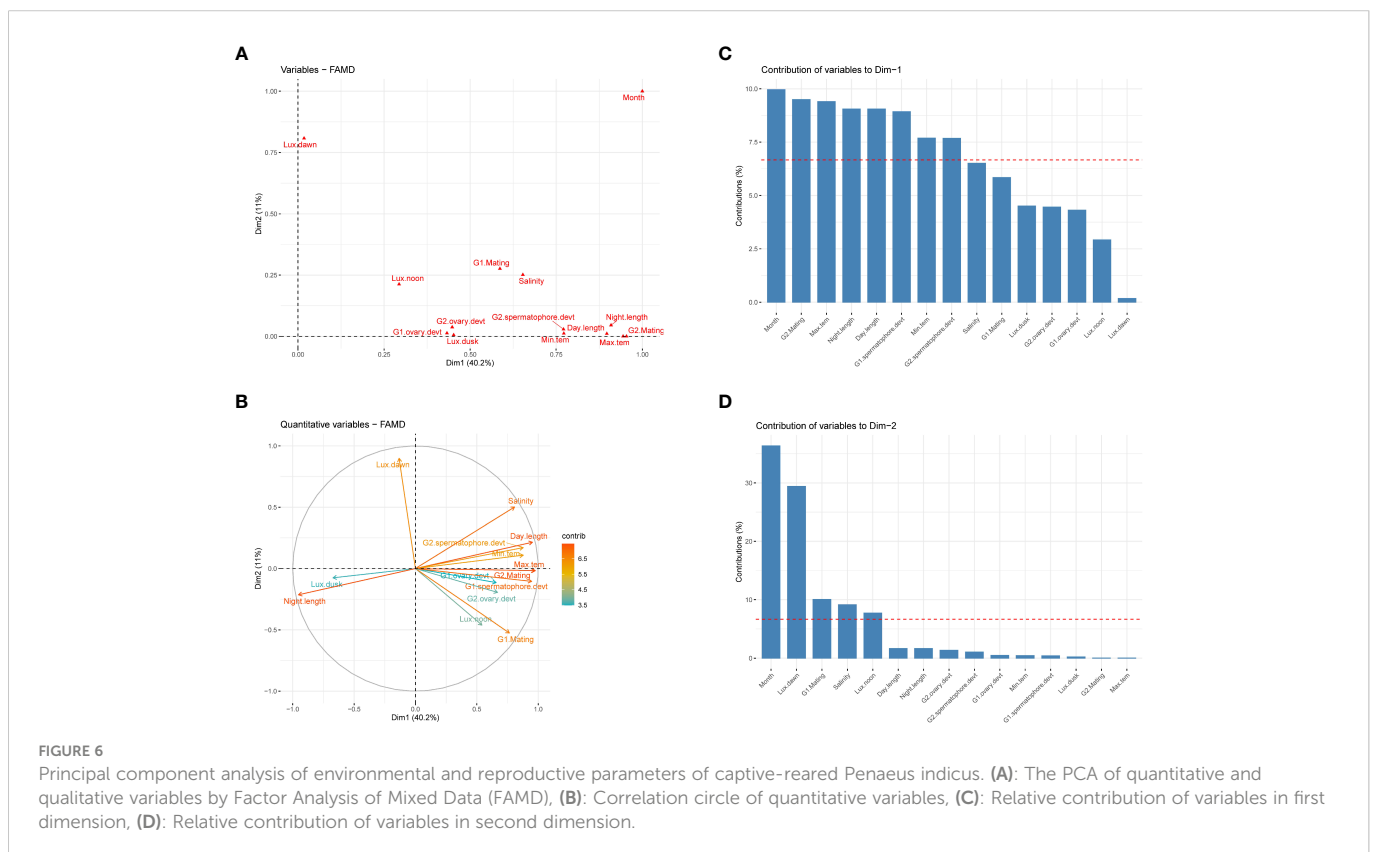 A
Variables − FAMD
1.00
0.75
0.50
0.25
0.00
Dim2 (11%)
Month
Lux.dawn
G1.Mating
Salinity
Lux.noon
G2.ovary.devt
G2.spermatophore.devt
Night.length
G1.ovary.devt
Day.length
G2.Mating
Lux.dusk
Min.tem
Max.tem
0.00 0.25 0.50 0.75 1.00
Dim1 (40.2%)
C
Contribution of variables to Dim−1
10.0
7.5
5.0
2.5
0.0
Contributions (%)
Month
G2.Mating
Max.tem
Night.length
Day.length
G1.spermatophore.devt
Min.tem
G2.spermatophore.devt
Salinity
G1.Mating
Lux.dusk
G2.ovary.devt
G1.ovary.devt
Lux.noon
Lux.dawn
B
Quantitative variables − FAMD
1.0
0.5
0.0
−0.5
−1.0
Dim2 (11%)
Lux.dawn
Salinity
Day.length
G2.spermatophore.devt
Min.tem
Max.tem
G1.ovary.devt
G2.Mating
Lux.dusk
G1.spermatophore.devt
Night.length
G2.ovary.devt
Lux.noon
G1.Mating
−1.0 −0.5 0.0 0.5 1.0
Dim1 (40.2%)
contrib
6.5
5.5
4.5
3.5
D
Contribution of variables to Dim−2
30
20
10
0
Contributions (%)
Month
Lux.dawn
G1.Mating
Salinity
Lux.noon
Day.length
Night.length
G2.ovary.devt
G2.spermatophore.devt
G1.ovary.devt
Min.tem
G1.spermatophore.devt
Lux.dusk
G2.Mating
Max.tem
FIGURE 6
Principal component analysis of environmental and reproductive parameters of captive-reared Penaeus indicus. (A): The PCA of quantitative and
qualitative variables by Factor Analysis of Mixed Data (FAMD), (B): Correlation circle of quantitative variables, (C): Relative contribution of variables in first
dimension, (D): Relative contribution of variables in second dimension.